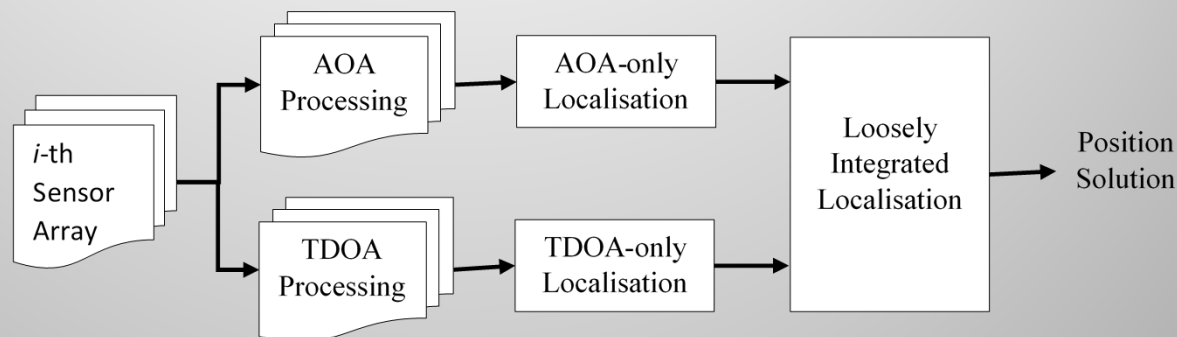 i-th
Sensor
Array
AOA
Processing
TDOA
Processing
AOA-only
Localisation
TDOA-only
Localisation
Loosely
Integrated
Localisation
Position
Solution